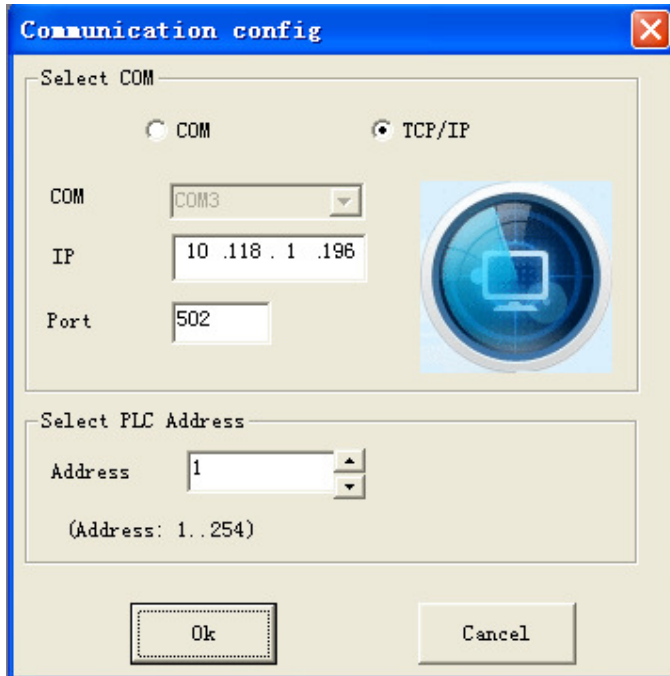 Communication config
Select COM
COM TCP/IP
COM COM3
IP 10 .118 . 1 .196
Port 502
Select PLC Address
Address 1
(Address: 1..254)
Ok Cancel